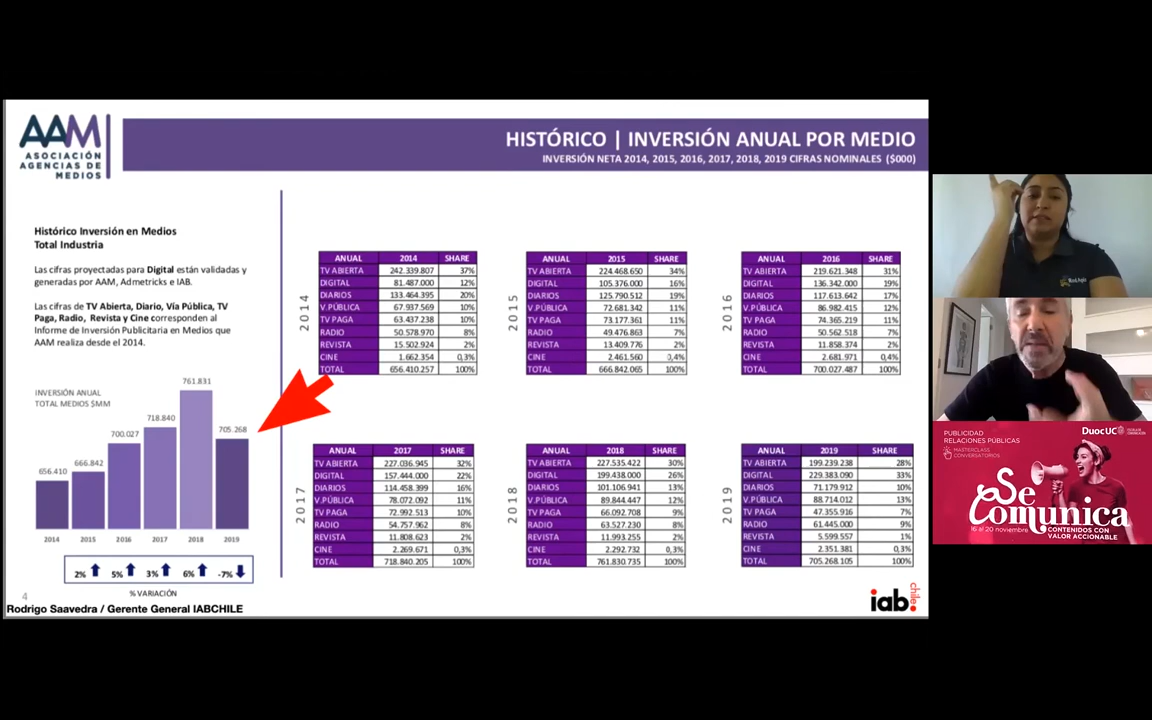 AAM
ASOCIACIÓN
AGENCIAS DE
MEDIOS
HISTÓRICO | INVERSIÓN ANUAL POR MEDIO
INVERSIÓN NETA 2014, 2015, 2016, 2017, 2018, 2019 CIFRAS NOMINALES ($000)
Histórico Inversión en Medios
Total Industria
Las cifras proyectadas para Digital están validadas y
generadas por AAM, Admetricks e IAB.
Las cifras de TV Abierta, Diario, Vía Pública, TV
Paga, Radio, Revista y Cine corresponden al
Informe de Inversión Publicitaria en Medios que
AAM realiza desde el 2014.
INVERSIÓN ANUAL
TOTAL MEDIOS $MM
656.410
666.842
700.027
718.840
761.831
705.268
2014 2015 2016 2017 2018 2019
2% 5% 3% 6% -7%
% VARIACIÓN
4
Rodrigo Saavedra / Gerente General IABCHILE
2014
ANUAL 2014 SHARE
TV ABIERTA 242.339.807 37%
DIGITAL 81.487.000 12%
DIARIOS 133.464.395 20%
V.PÚBLICA 67.937.569 10%
TV PAGA 63.437.238 10%
RADIO 50.578.970 8%
REVISTA 15.502.924 2%
CINE 1.662.354 0,3%
TOTAL 656.410.257 100%
2015
ANUAL 2015 SHARE
TV ABIERTA 224.468.650 34%
DIGITAL 105.376.000 16%
DIARIOS 125.790.512 19%
V.PÚBLICA 72.681.342 11%
TV PAGA 73.177.361 11%
RADIO 49.476.863 7%
REVISTA 13.409.776 2%
CINE 2.461.560 0,4%
TOTAL 666.842.065 100%
2016
ANUAL 2016 SHARE
TV ABIERTA 219.621.348 31%
DIGITAL 136.342.000 19%
DIARIOS 117.613.642 17%
V.PÚBLICA 86.982.415 12%
TV PAGA 74.365.219 11%
RADIO 50.562.518 7%
REVISTA 11.858.374 2%
CINE 2.681.971 0,4%
TOTAL 700.027.487 100%
2017
ANUAL 2017 SHARE
TV ABIERTA 227.036.945 32%
DIGITAL 157.444.000 22%
DIARIOS 114.458.399 16%
V.PÚBLICA 78.072.092 11%
TV PAGA 72.992.513 10%
RADIO 54.757.962 8%
REVISTA 11.808.623 2%
CINE 2.269.671 0,3%
TOTAL 718.840.205 100%
2018
ANUAL 2018 SHARE
TV ABIERTA 227.535.422 30%
DIGITAL 199.438.000 26%
DIARIOS 101.106.941 13%
V.PÚBLICA 89.844.447 12%
TV PAGA 66.092.708 9%
RADIO 63.527.230 8%
REVISTA 11.993.255 2%
CINE 2.292.732 0.3%
TOTAL 761.830.735 100%
2019
ANUAL 2019 SHARE
TV ABIERTA 199.239.238 28%
DIGITAL 229.383.090 33%
DIARIOS 71.179.912 10%
V.PÚBLICA 88.714.012 13%
TV PAGA 47.355.916 7%
RADIO 61.445.000 9%
REVISTA 5.599.557 1%
CINE 2.351.381 0.3%
TOTAL 705.268.105 100%
iab.
chile
PUBLICIDAD
RELACIONES PÚBLICAS
MASTERCLASS
CONVERSATORIOS
DuocUC
Se
Comunica
16 al 20 noviembre
CONTENIDOS CON
VALOR ACCIONABLE